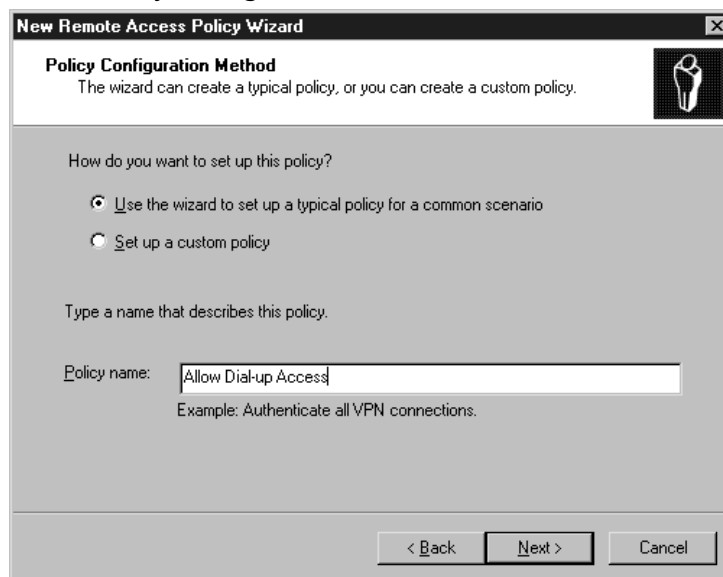 New Remote Access Policy Wizard
Policy Configuration Method
The wizard can create a typical policy, or you can create a custom policy.
How do you want to set up this policy?
Use the wizard to set up a typical policy for a common scenario
Set up a custom policy
Type a name that describes this policy.
Policy name:
Allow Dial-up Access
Example: Authenticate all VPN connections.
< Back
Next >
Cancel